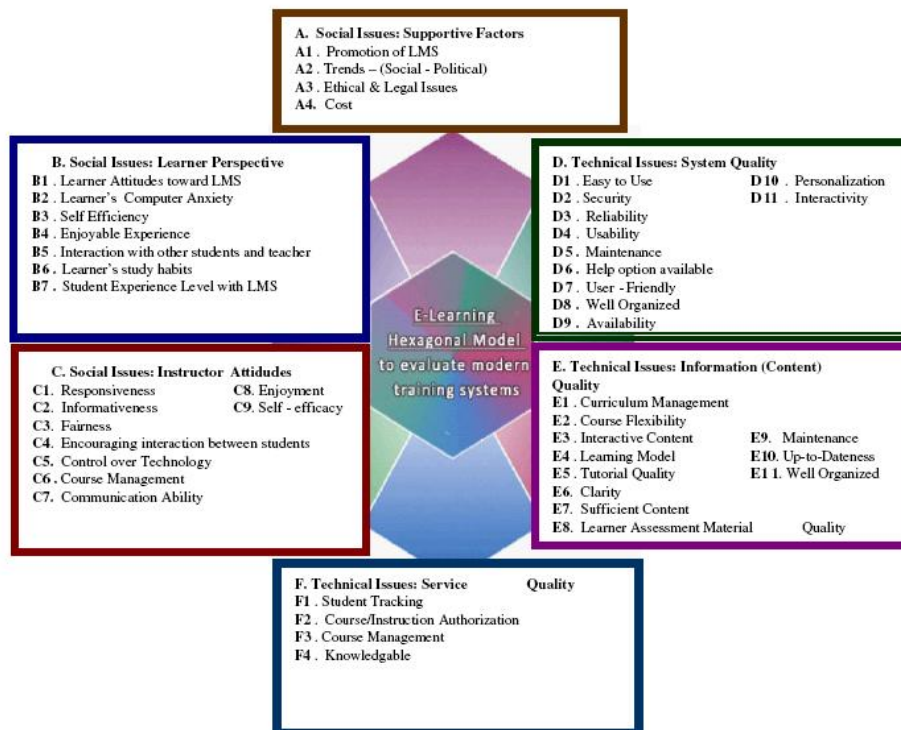 A. Social Issues: Supportive Factors
A1 . Promotion of LMS
A2 . Trends – (Social - Political)
A3 . Ethical & Legal Issues
A4. Cost
B. Social Issues: Learner Perspective
B1 . Learner Attitudes toward LMS
B2 . Learner's Computer Anxiety
B3 . Self Efficiency
B4 . Enjoyable Experience
B5 . Interaction with other students and teacher
B6 . Learner's study habits
B7 . Student Experience Level with LMS
D. Technical Issues: System Quality
D1 . Easy to Use D10 . Personalization
D2 . Security D11 . Interactivity
D3 . Reliability
D4 . Usability
D5 . Maintenance
D6 . Help option available
D7 . User - Friendly
D8 . Well Organized
D9 . Availability
E-Learning
Hexagonal Model
to evaluate modern
training systems
C. Social Issues: Instructor Attidudes
C1. Responsiveness C8. Enjoyment
C2. Informativeness C9. Self - efficacy
C3. Fairness
C4. Encouraging interaction between students
C5. Control over Technology
C6 . Course Management
C7. Communication Ability
E. Technical Issues: Information (Content)
Quality
E1 . Curriculum Management
E2 . Course Flexibility
E3 . Interactive Content E9. Maintenance
E4 . Learning Model E10. Up-to-Dateness
E5 . Tutorial Quality E1 1. Well Organized
E6. Clarity
E7. Sufficient Content
E8. Learner Assessment Material Quality
F. Technical Issues: Service Quality
F1 . Student Tracking
F2 . Course/Instruction Authorization
F3 . Course Management
F4 . Knowledgable